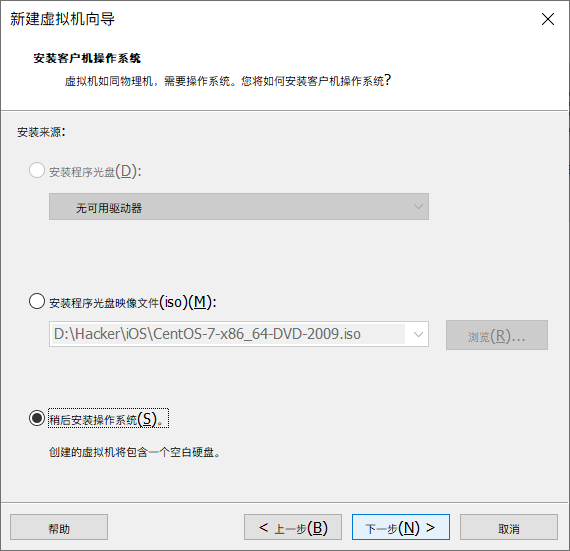 新建虚拟机向导
安装客户机操作系统
虚拟机如同物理机，需要操作系统。您将如何安装客户机操作系统?
安装来源:
安装程序光盘(D):
无可用驱动器
安装程序光盘映像文件(iso)(M):
D:\Hacker\iOS\CentOS-7-x86_64-DVD-2009.iso
浏览(R)...
稍后安装操作系统(S)。
创建的虚拟机将包含一个空白硬盘。
帮助
< 上一步(B)
下一步(N) >
取消